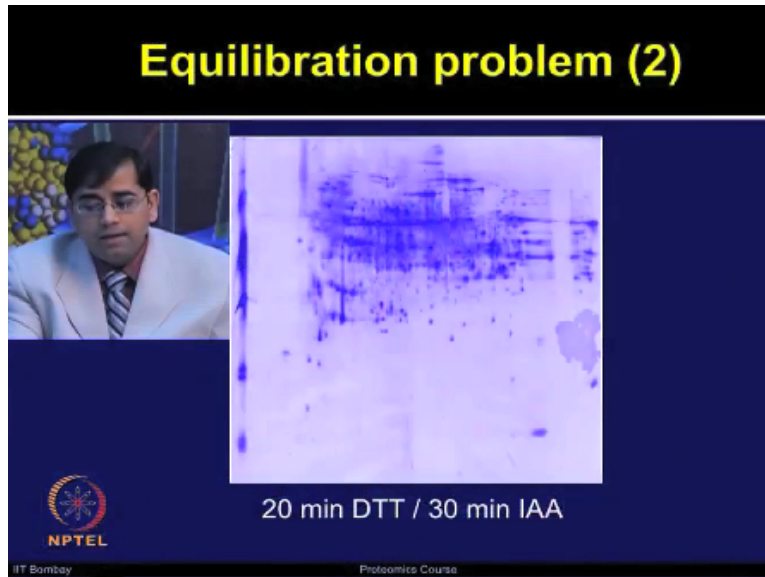 Equilibration problem (2)
20 min DTT / 30 min IAA
NPTEL
IIT Bombay
Proteomics Course